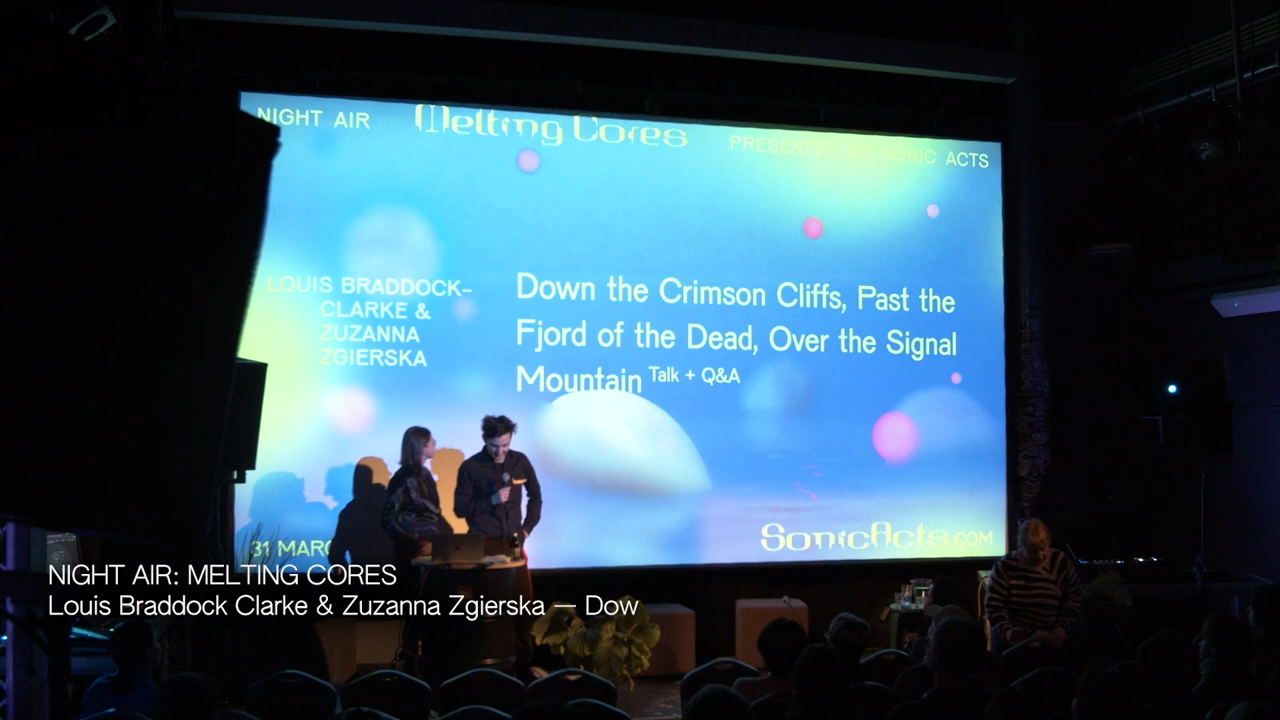 NIGHT AIR
Melting Cores
PRESENTED BY SONIC ACTS
LOUIS BRADDOCK-
CLARKE &
ZUZANNA
ZGIERSKA
Down the Crimson Cliffs, Past the
Fjord of the Dead, Over the Signal
Mountain Talk + Q&A
31 MARC
SonicActs.COM
NIGHT AIR: MELTING CORES
Louis Braddock Clarke & Zuzanna Zgierska — Dow